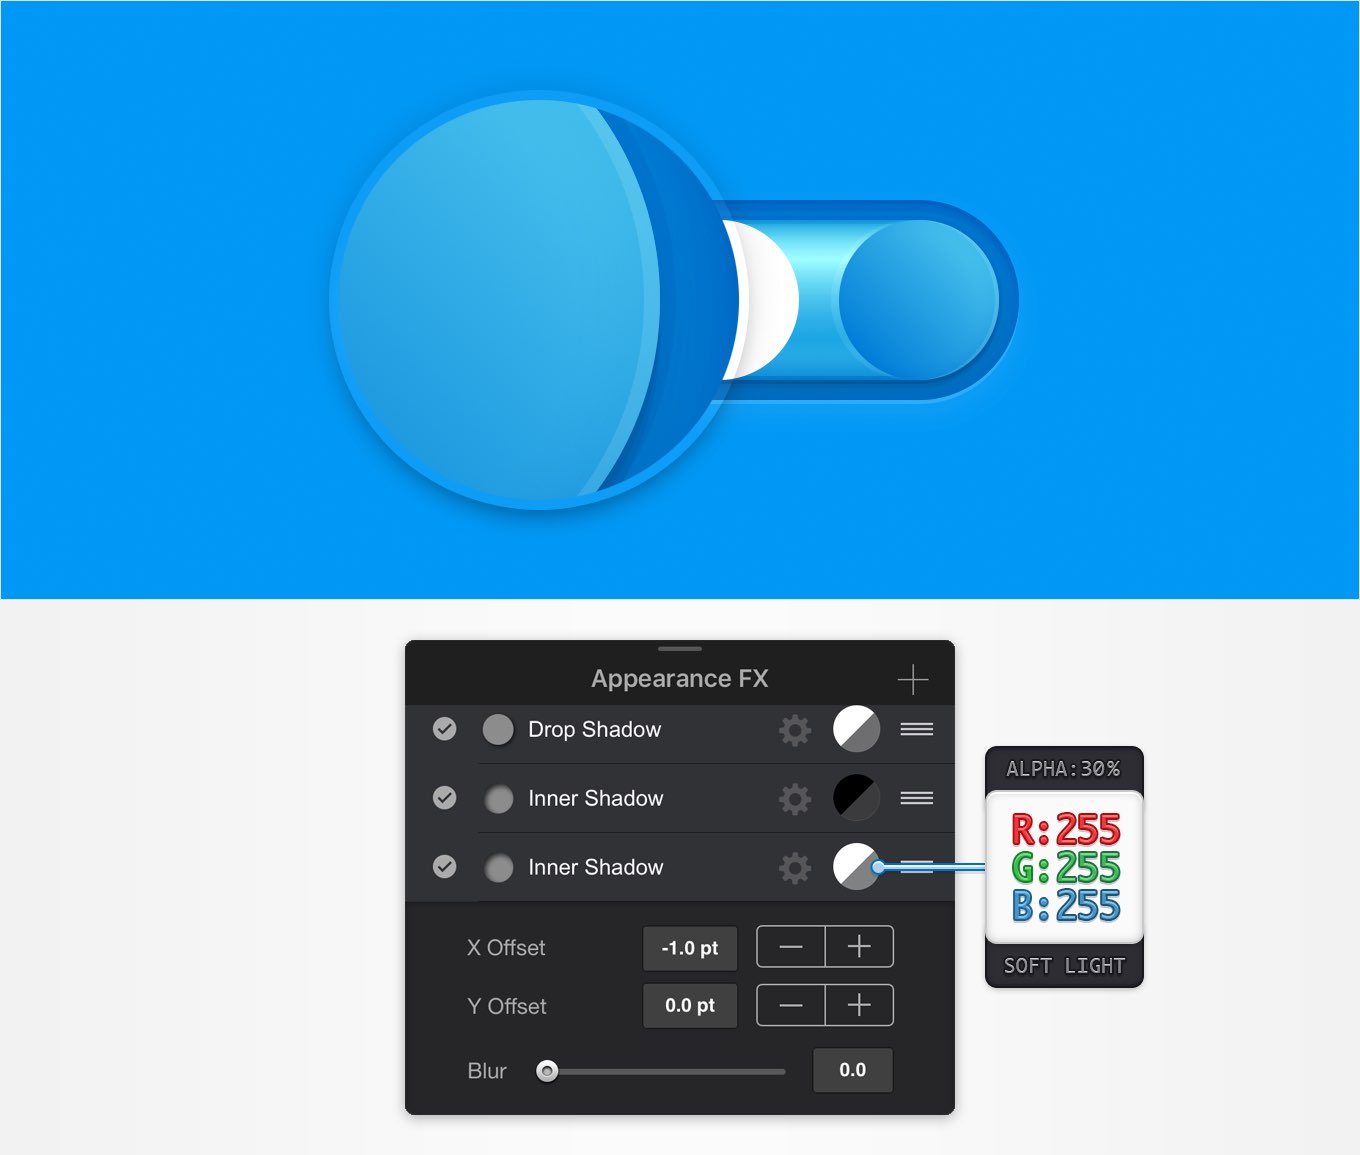 Appearance FX
Drop Shadow
Inner Shadow
Inner Shadow
X Offset -1.0 pt
Y Offset 0.0 pt
Blur 0.0
ALPHA:30%
R:255
G:255
B:255
SOFT LIGHT